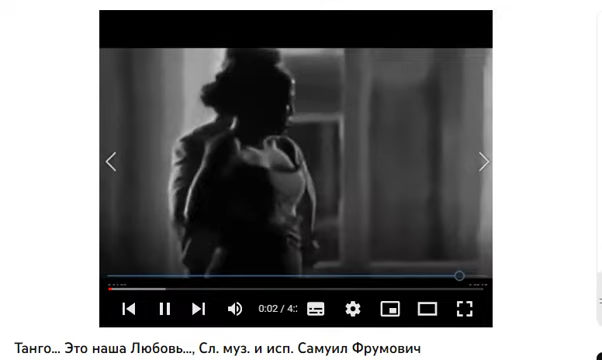 0:02 / 4:
Танго... Это наша Любовь..., Сл. муз. и исп. Самуил Фрумович